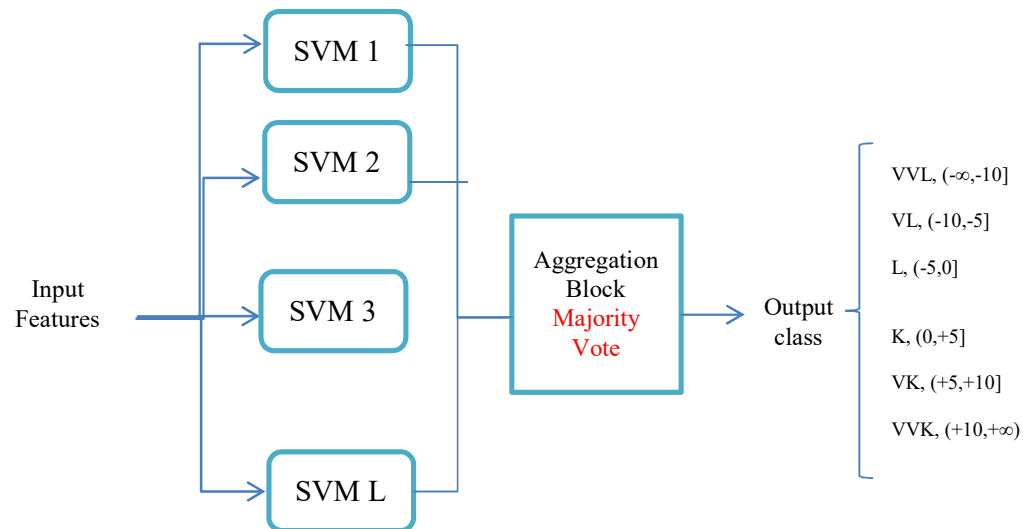 Input
Features
SVM 1
SVM 2
SVM 3
SVM L
Aggregation
Block
Majority
Vote
Output
class
VVL, (-∞,-10]
VL, (-10,-5]
L, (-5,0]
K, (0,+5]
VK, (+5,+10]
VVK, (+10,+∞)